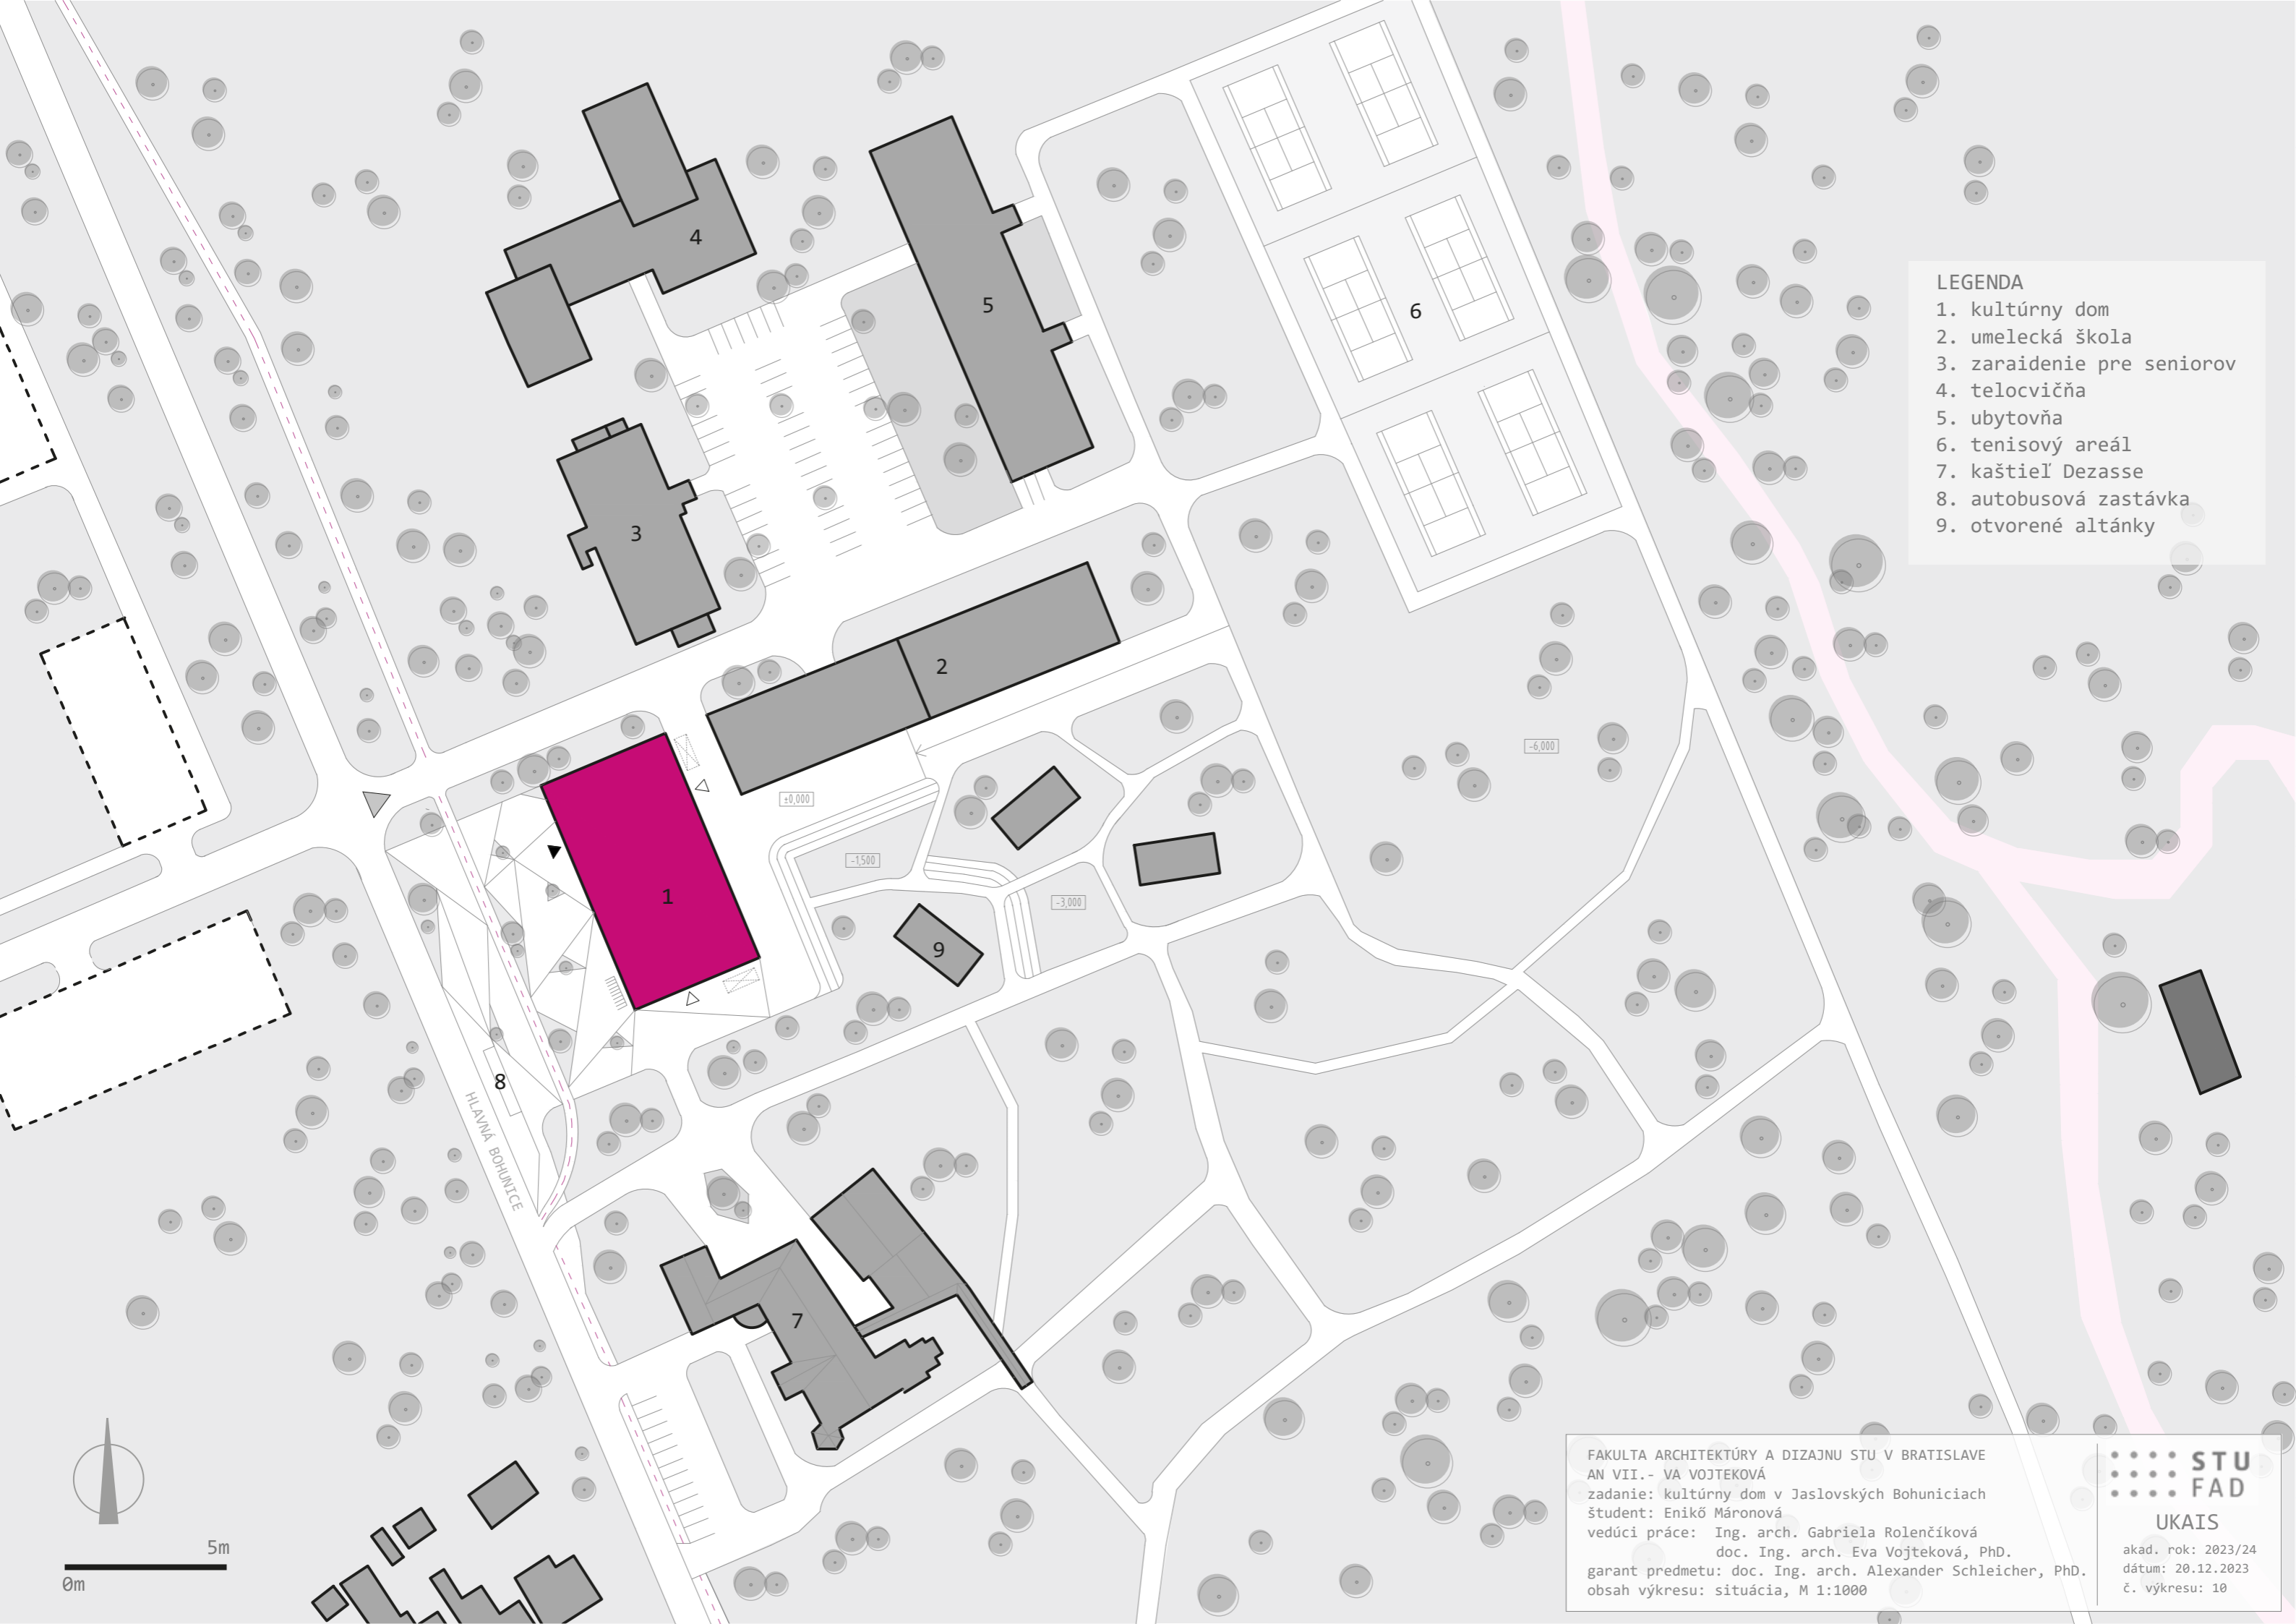 4
5
6
LEGENDA
1. kultúrny dom
2. umelecká škola
3. zaraidenie pre seniorov
4. telocvičňa
5. ubytovňa
6. tenisový areál
7. kaštieľ Dezasse
8. autobusová zastávka
9. otvorené altánky
3
2
-6,000
±0,000
-1,500
1
-3,000
9
8
HLAVNÁ BOHUNICE
7
5m
0m
FAKULTA ARCHITEKTÚRY A DIZAJNU STU V BRATISLAVE
AN VII.- VA VOJTEKOVÁ
zadanie: kultúrny dom v Jaslovských Bohuniciach
študent: Enikő Máronová
vedúci práce: Ing. arch. Gabriela Rolenčíková
doc. Ing. arch. Eva Vojteková, PhD.
garant predmetu: doc. Ing. arch. Alexander Schleicher, PhD.
obsah výkresu: situácia, M 1:1000
STU
FAD
UKAIS
akad. rok: 2023/24
dátum: 20.12.2023
č. výkresu: 10